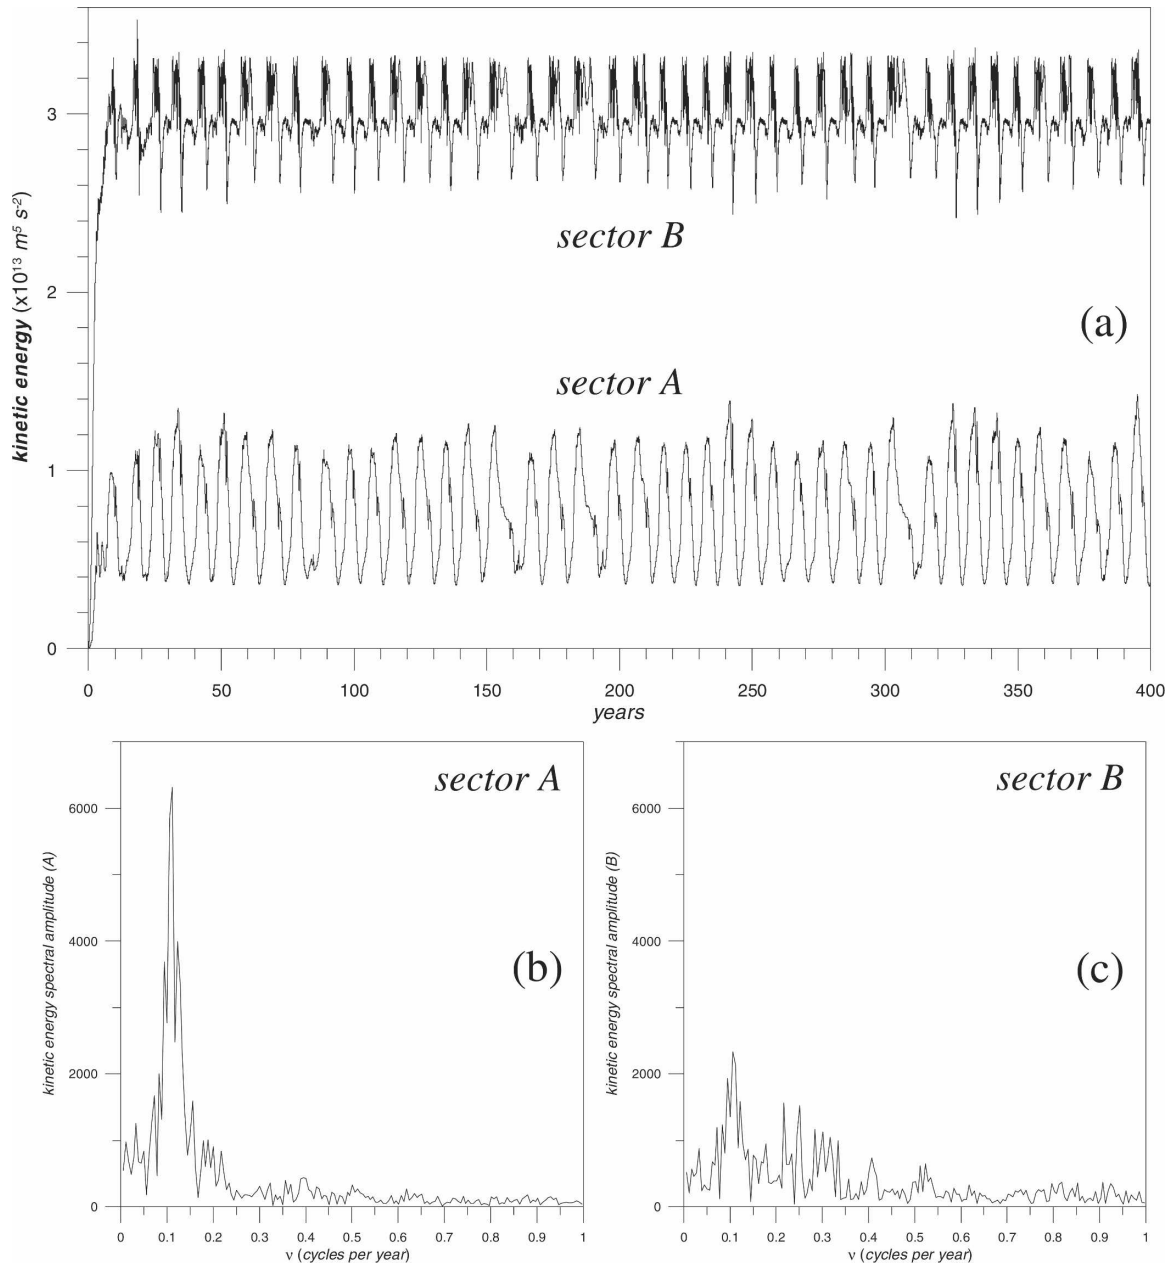 3
2
1
0
kinetic energy (x10¹³ m⁵ s⁻²)
sector B
(a)
sector A
0 50 100 150 200 250 300 350 400
years
sector A
6000
4000
2000
0
kinetic energy spectral amplitude (A)
(b)
0 0.1 0.2 0.3 0.4 0.5 0.6 0.7 0.8 0.9 1
ν (cycles per year)
sector B
6000
4000
2000
0
kinetic energy spectral amplitude (B)
(c)
0 0.1 0.2 0.3 0.4 0.5 0.6 0.7 0.8 0.9 1
ν (cycles per year)